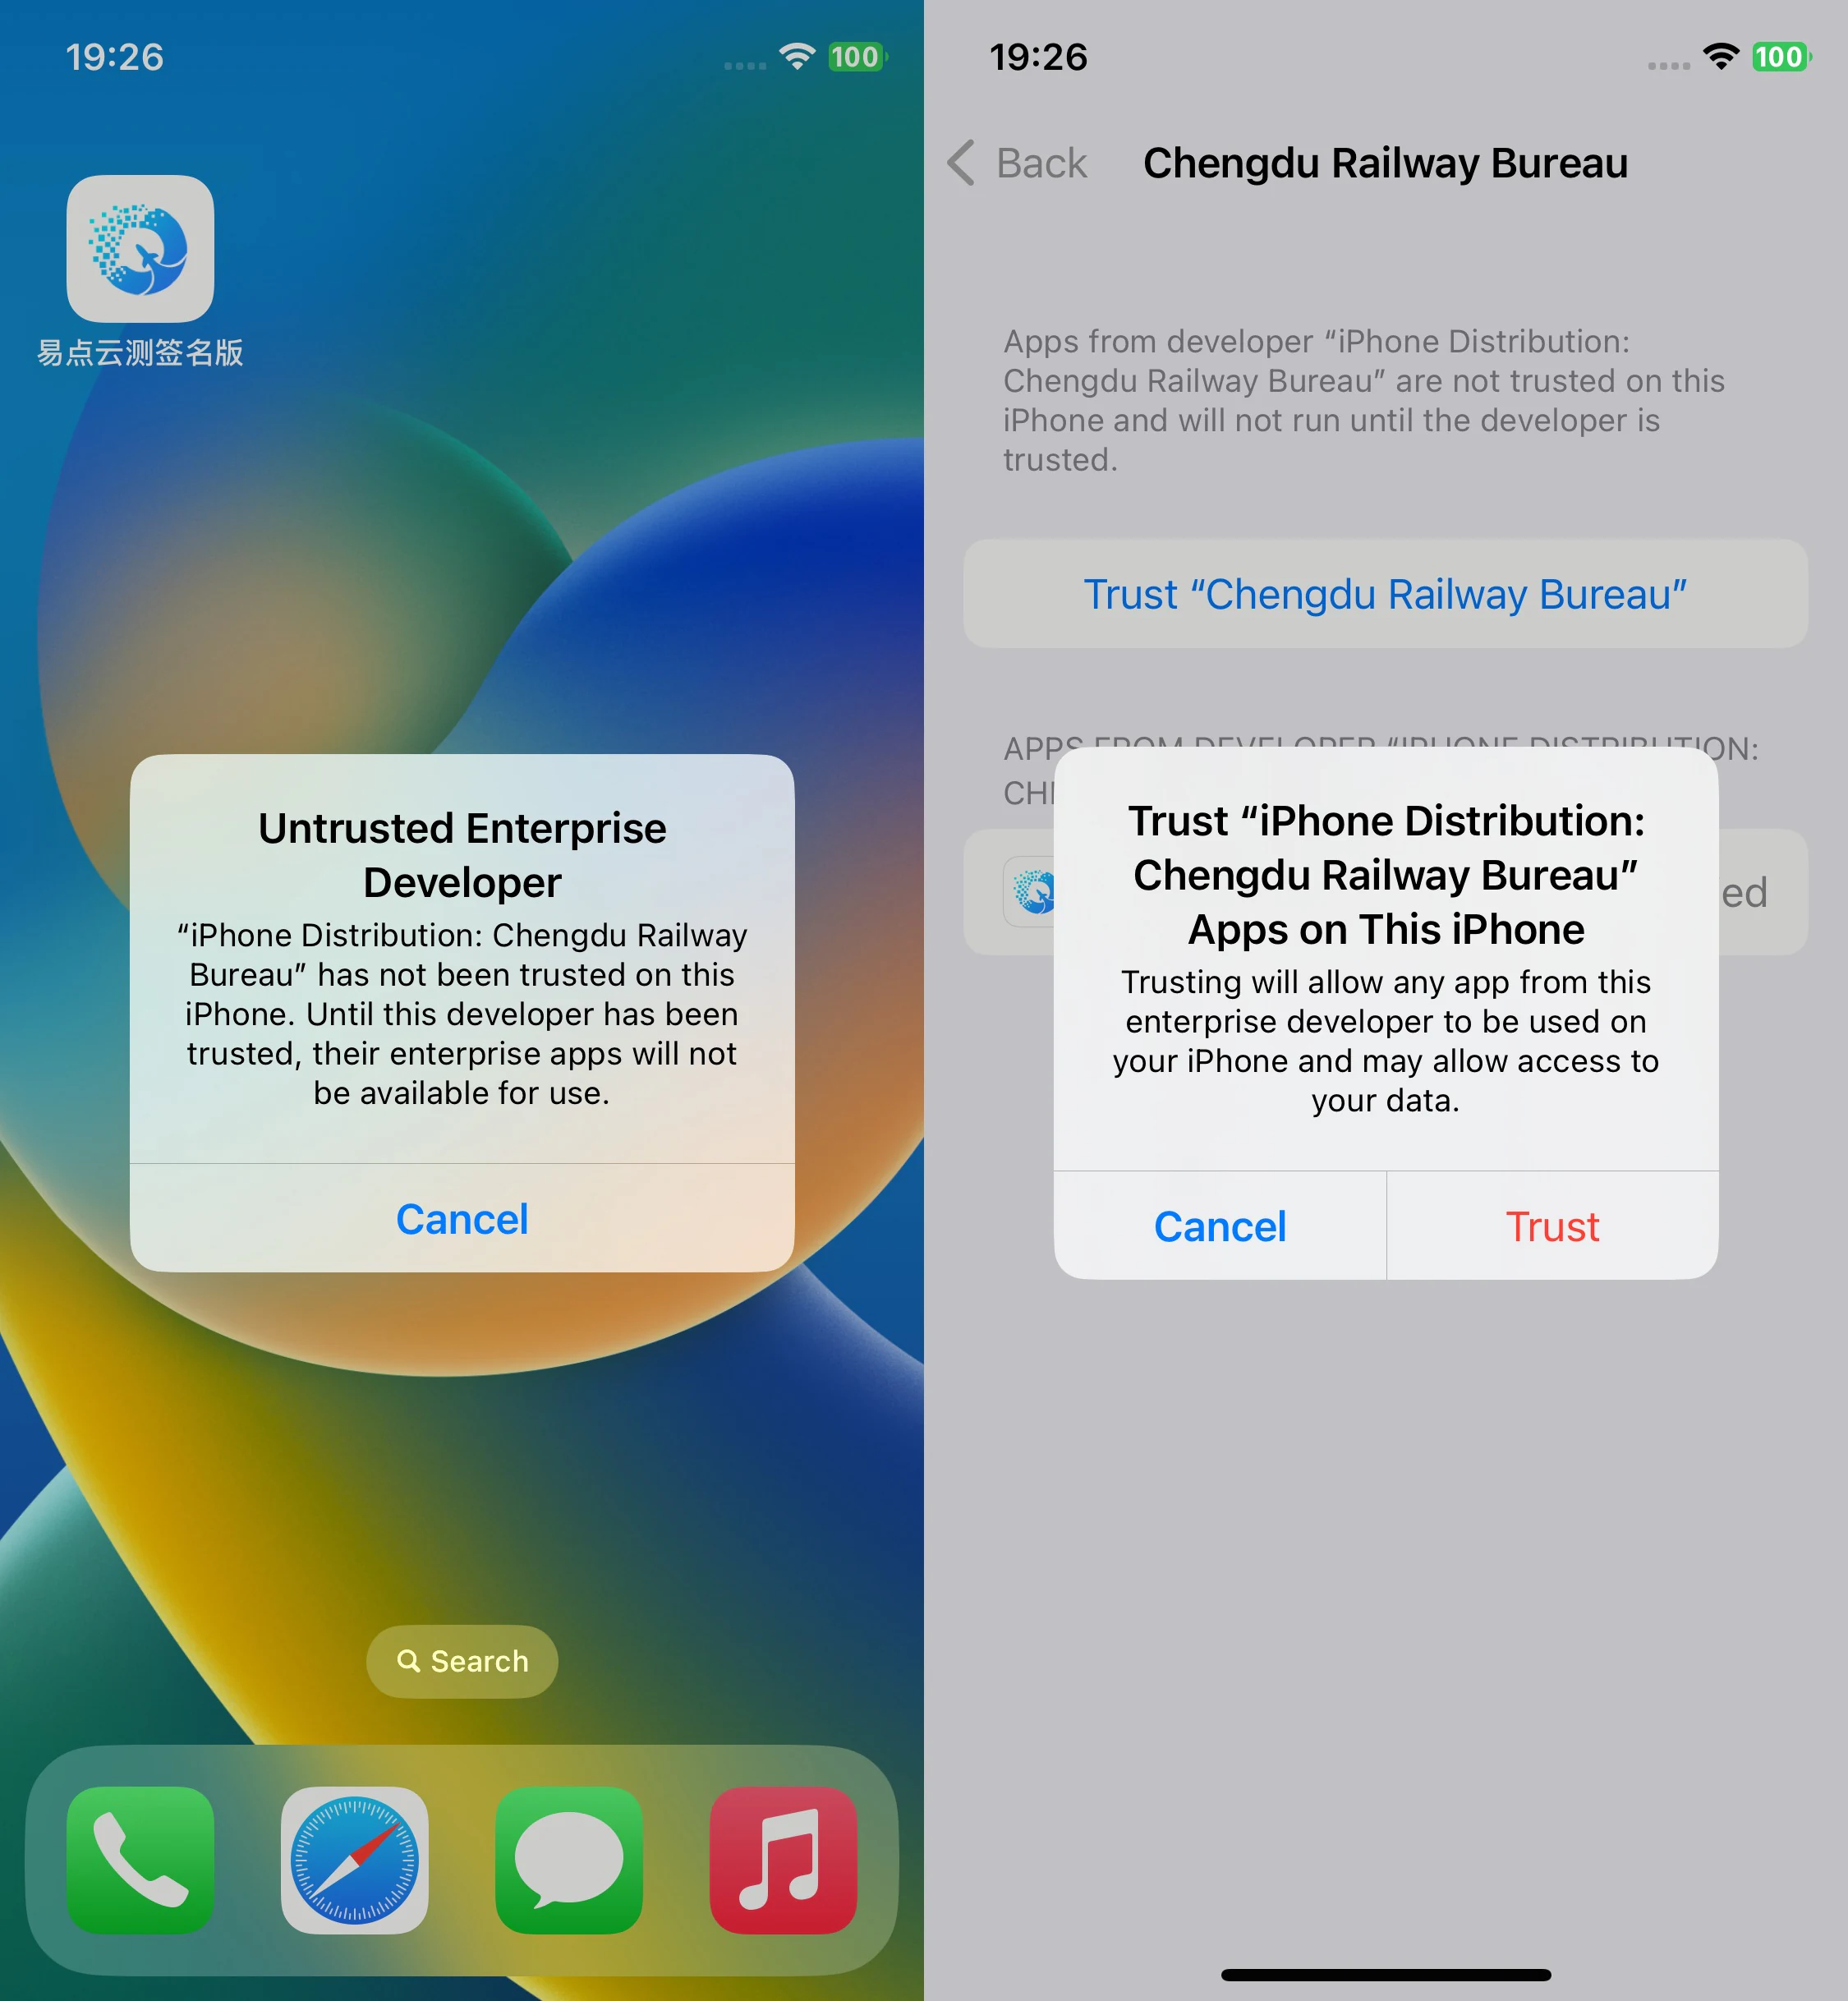 19:26
100
易点云测签名版
Untrusted Enterprise
Developer
“iPhone Distribution: Chengdu Railway
Bureau” has not been trusted on this
iPhone. Until this developer has been
trusted, their enterprise apps will not
be available for use.
Cancel
Search
19:26
100
Back
Chengdu Railway Bureau
Apps from developer “iPhone Distribution:
Chengdu Railway Bureau” are not trusted on this
iPhone and will not run until the developer is
trusted.
Trust “Chengdu Railway Bureau”
APPS FROM DEVELOPER “IPHONE DISTRIBUTION:
Trust “iPhone Distribution:
Chengdu Railway Bureau”
Apps on This iPhone
Trusting will allow any app from this
enterprise developer to be used on
your iPhone and may allow access to
your data.
Cancel
Trust